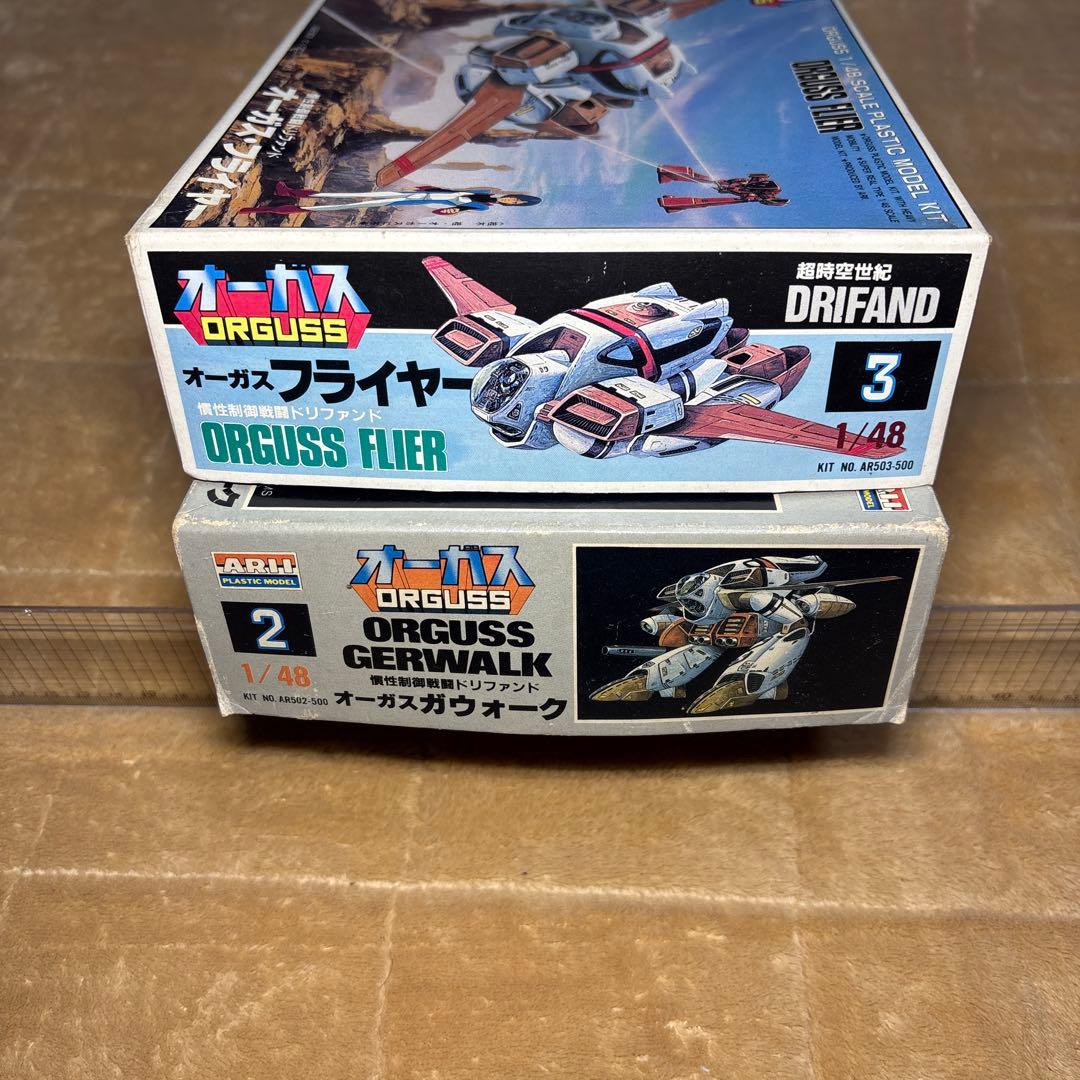 ORGUSS 1/48 SCALE PLASTIC MODEL KIT
ORGUSS FLIER
オーガス・フライヤー
オーガス
ORGUSS
オーガスフライヤー
慣性制御戦闘ドリファンド
ORGUSS FLIER
超時空世紀
DRIFAND
3
1/48
KIT NO. AR503-500
ARII
PLASTIC MODEL
2
1/48
KIT NO. AR502-500
オーガス
ORGUSS
ORGUSS
GERWALK
慣性制御戦闘ドリファンド
オーガスガウォーク